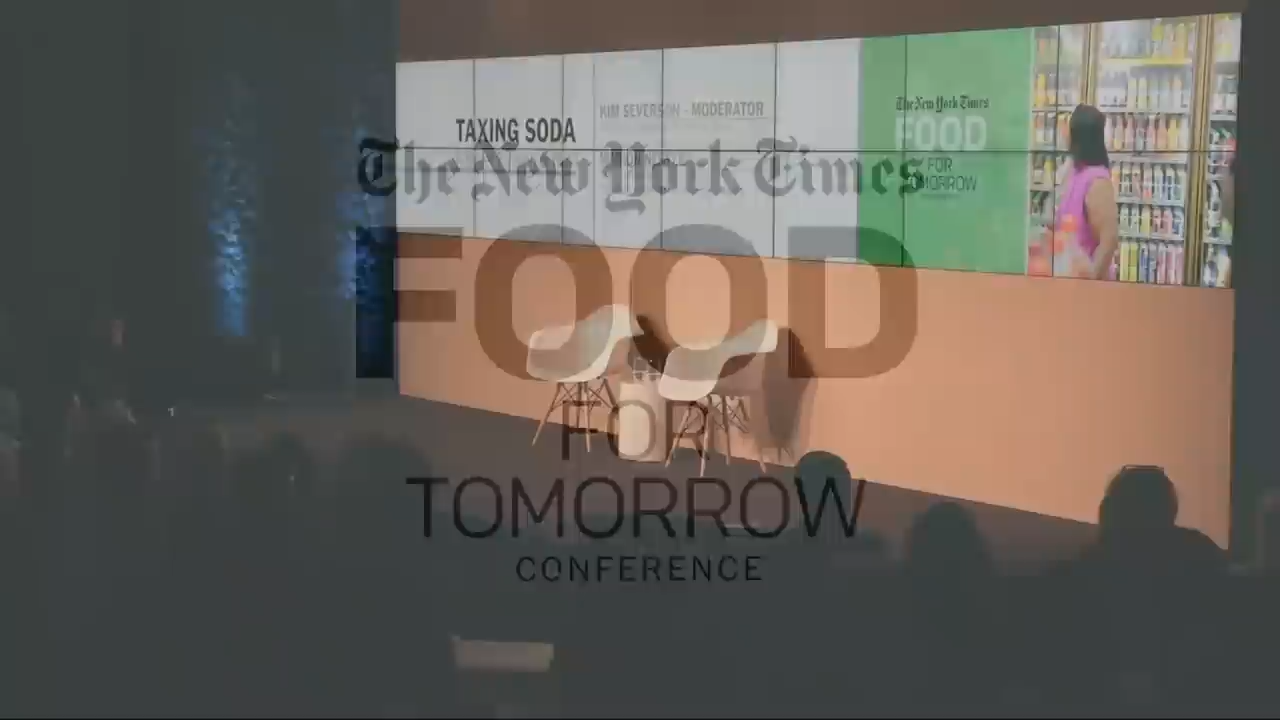 TAXING SODA
KIM SEVERSON - MODERATOR
The New York Times
FOOD
FOR
TOMORROW
The New York Times
FOOD
FOR
TOMORROW
CONFERENCE